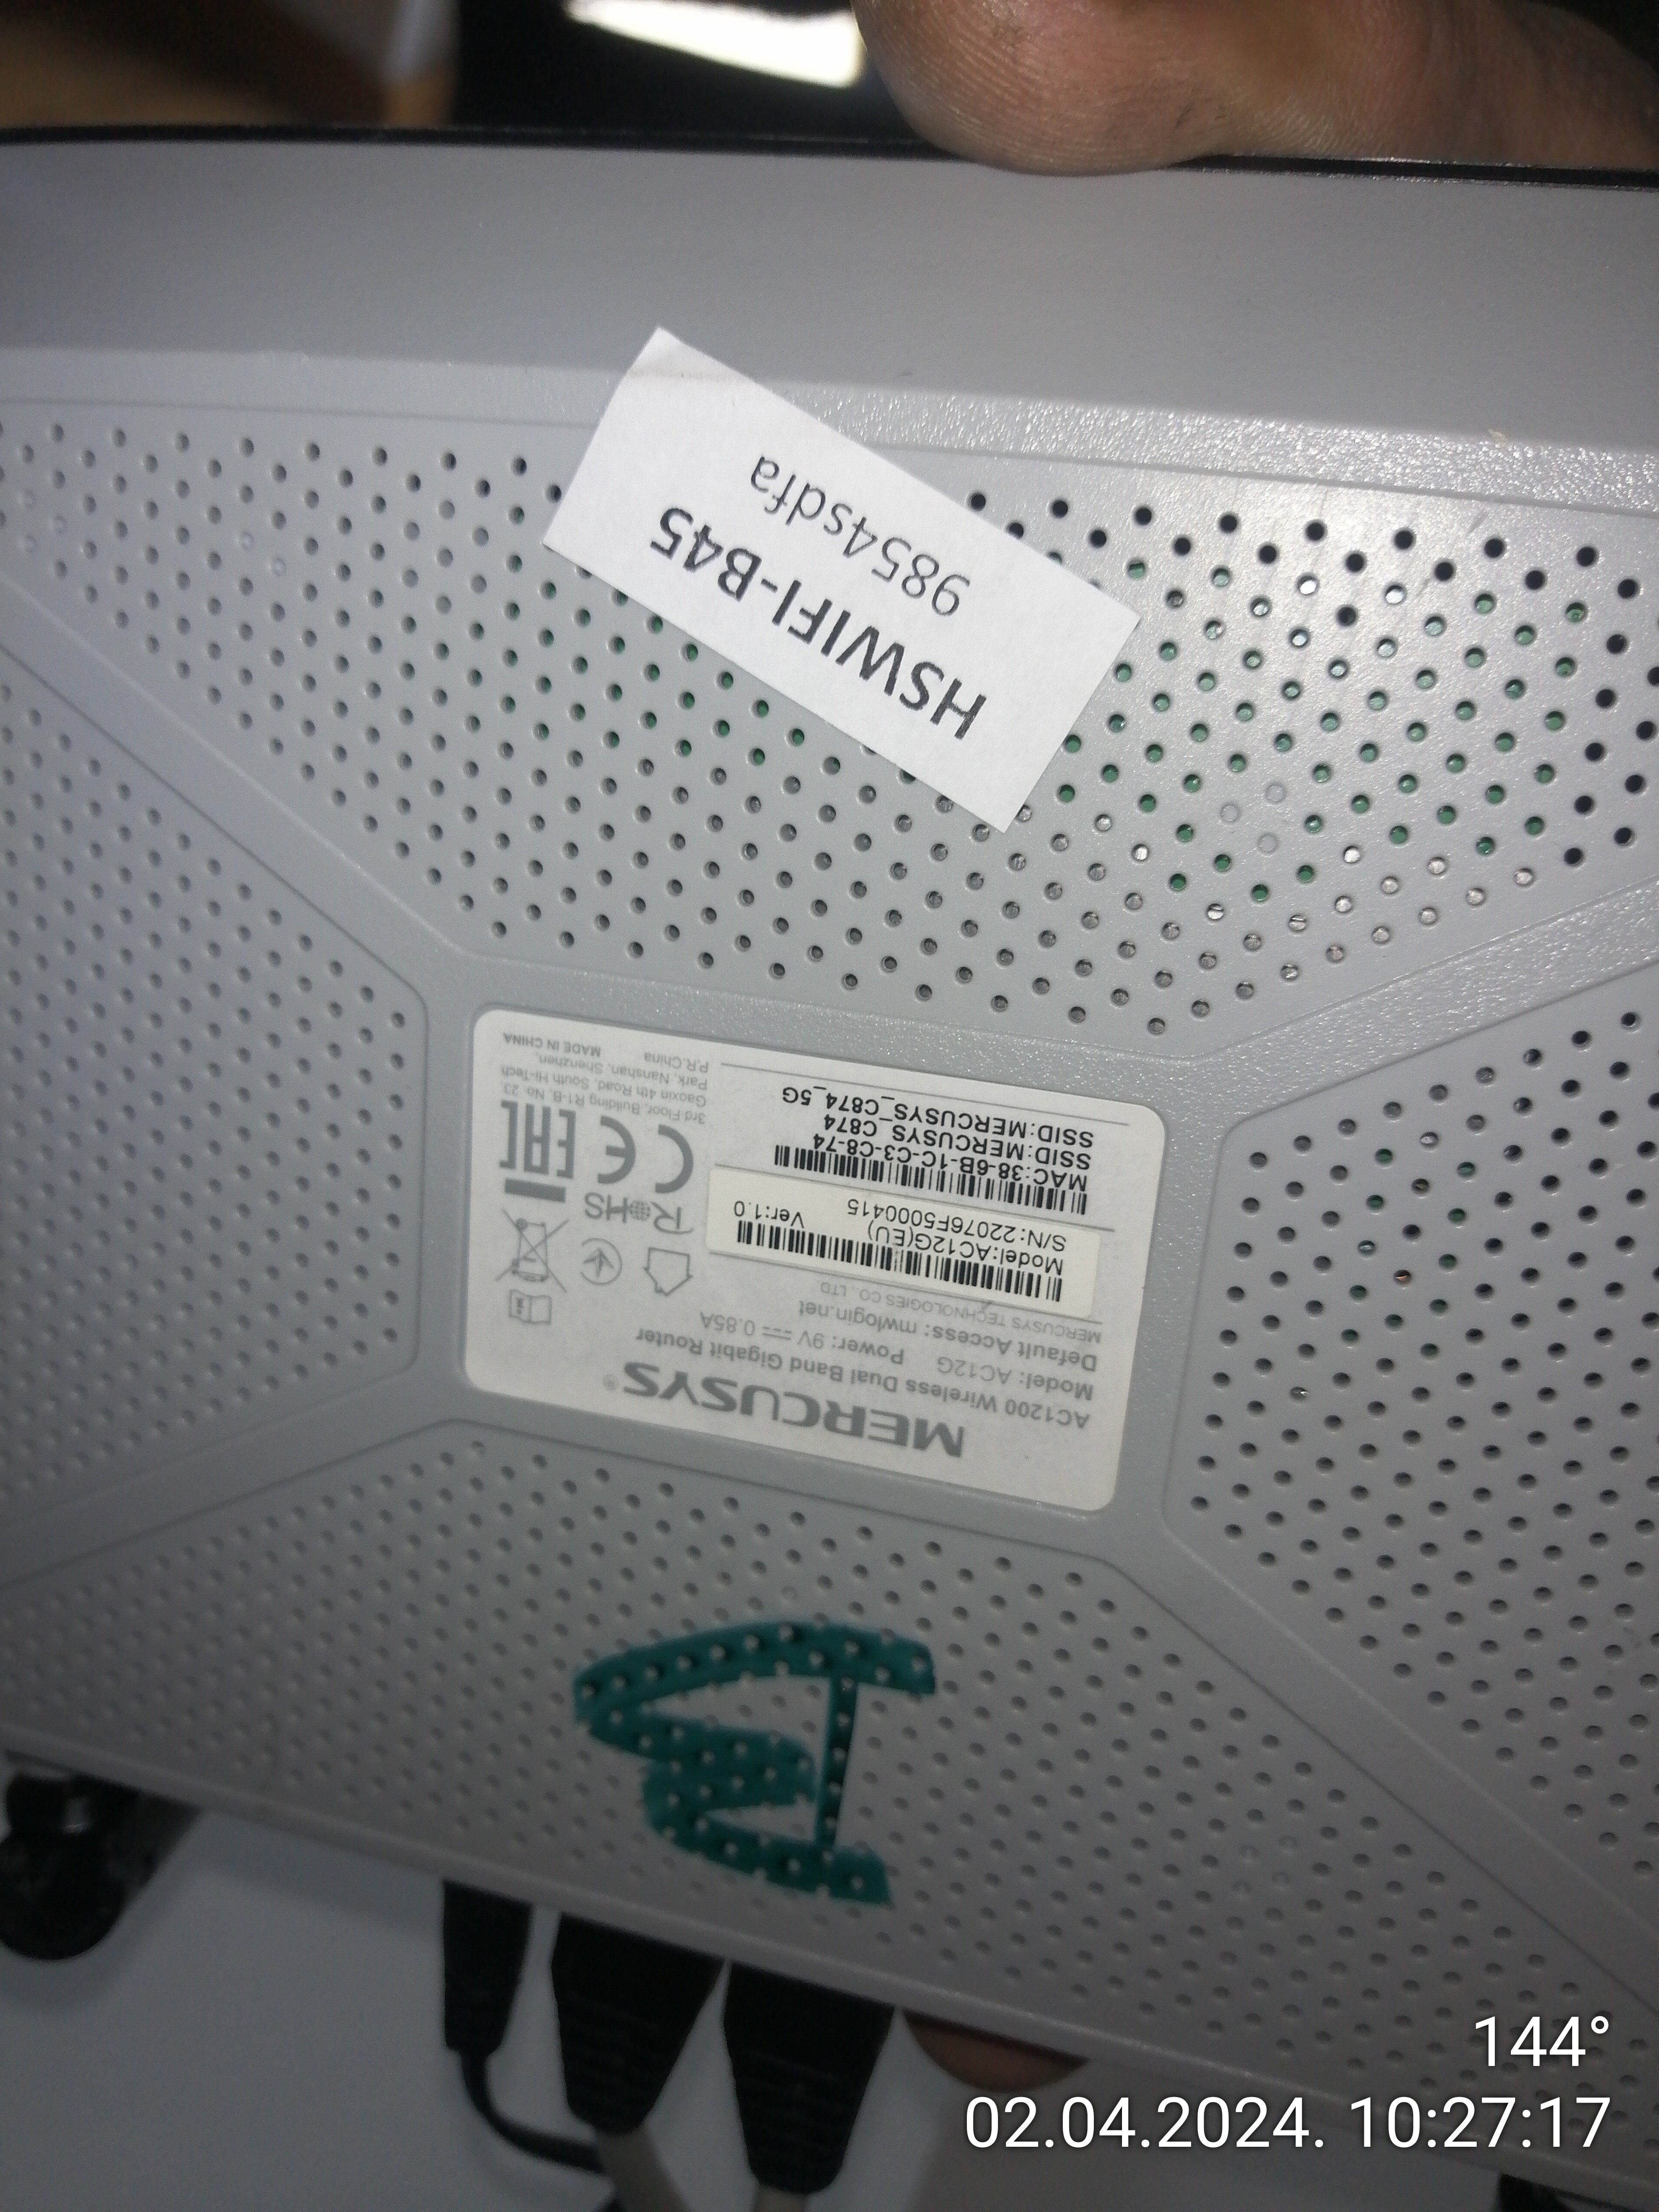 HSWIFI-B45
9854sdfa
MERCUSYS®
AC1200 Wireless Dual Band Gigabit Router
Model: AC12G Power: 9V 0.85A
Default Access: mwlogin.net
MERCUSYS TECHNOLOGIES CO., LTD
Model:AC12G(EU)
S/N:22076F5000415 Ver:1.0
MAC:38-6B-1C-C3-C8-74
SSID:MERCUSYS_C874
SSID:MERCUSYS_C874_5G
RoHS
CE
EAC
3rd Floor, Building R1-B, No. 23,
Gaoxin 4th Road, South Hi-Tech
Park, Nanshan, Shenzhen,
P.R.China MADE IN CHINA
144°
02.04.2024. 10:27:17